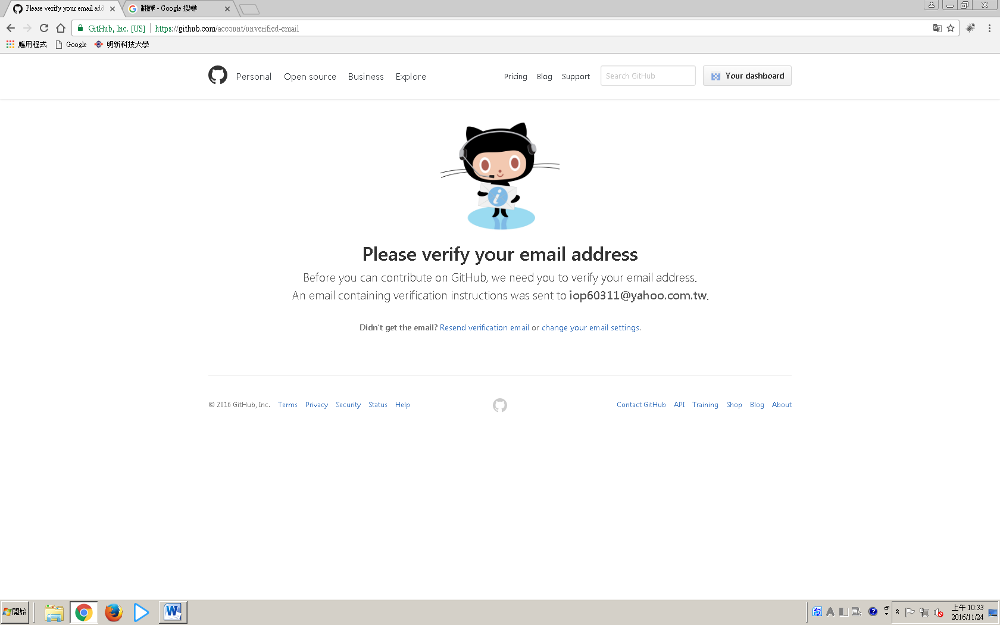 Please verify your email add
翻譯 - Google 搜尋
GitHub, Inc. [US]
https://github.com/account/unverified-email
應用程式
Google
明新科技大學
Personal
Open source
Business
Explore
Pricing
Blog
Support
Search GitHub
Your dashboard
Please verify your email address
Before you can contribute on GitHub, we need you to verify your email address.
An email containing verification instructions was sent to iop60311@yahoo.com.tw.
Didn't get the email? Resend verification email or change your email settings.
© 2016 GitHub, Inc.
Terms
Privacy
Security
Status
Help
Contact GitHub
API
Training
Shop
Blog
About
開始
上午 10:33
2016/11/24